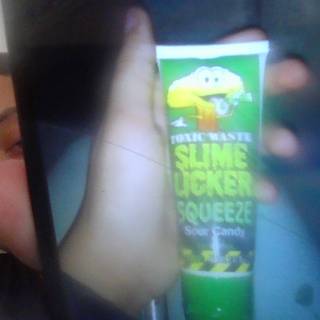 TOXIC WASTE
SLIME
LICKER
SQUEEZE
Sour Candy